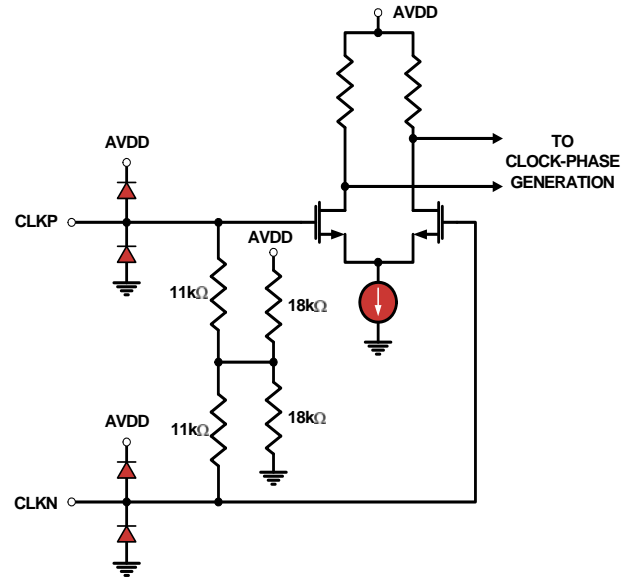 AVDD
AVDD
TO
CLOCK-PHASE
GENERATION
CLKP
AVDD
11kΩ
18kΩ
AVDD
11kΩ
18kΩ
CLKN